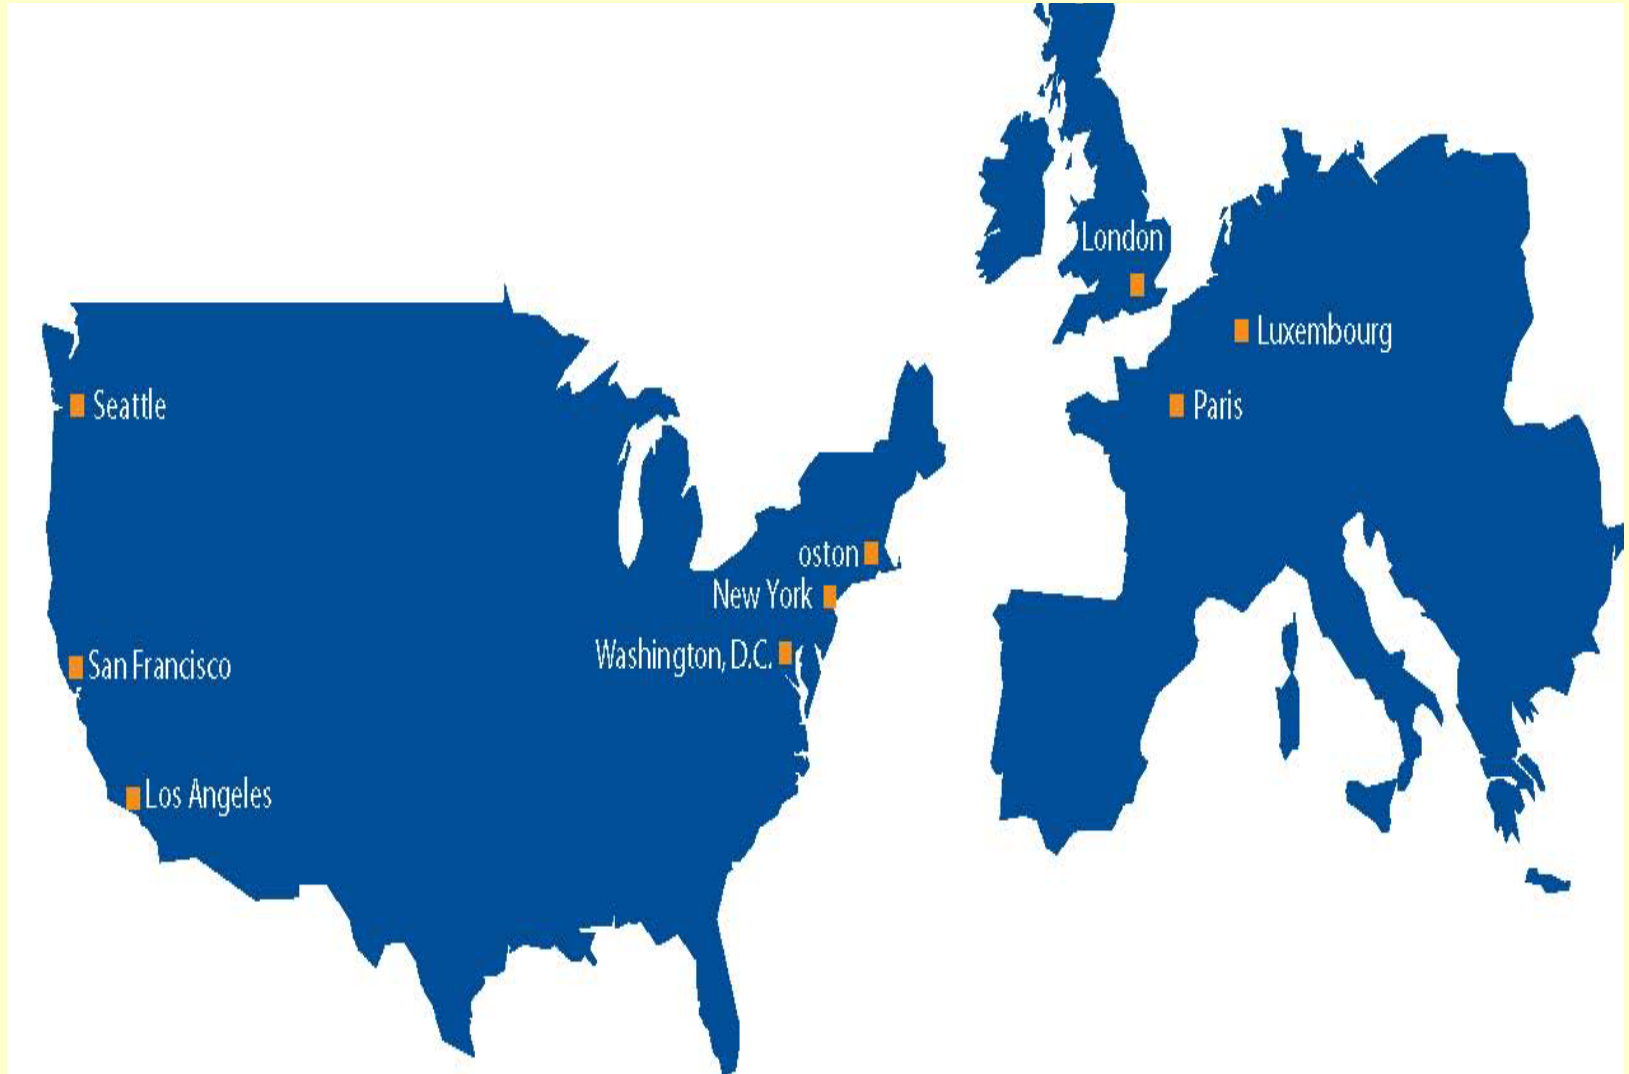 London
Luxembourg
Seattle
Paris
oston
New York
Washington, D.C.
San Francisco
Los Angeles